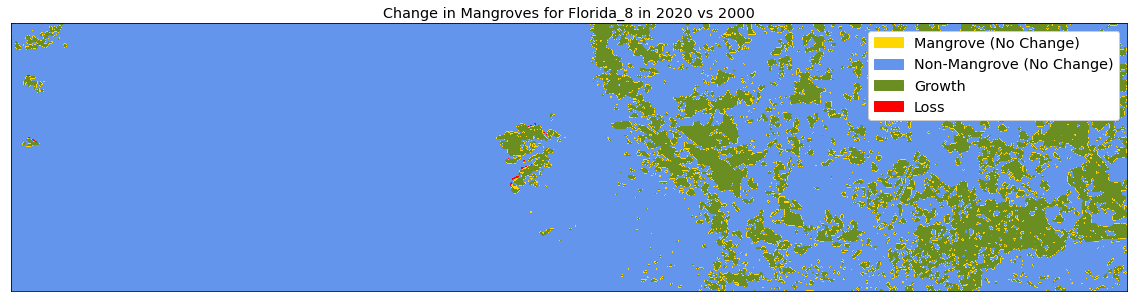 Change in Mangroves for Florida_8 in 2020 vs 2000
Mangrove (No Change)
Non-Mangrove (No Change)
Growth
Loss